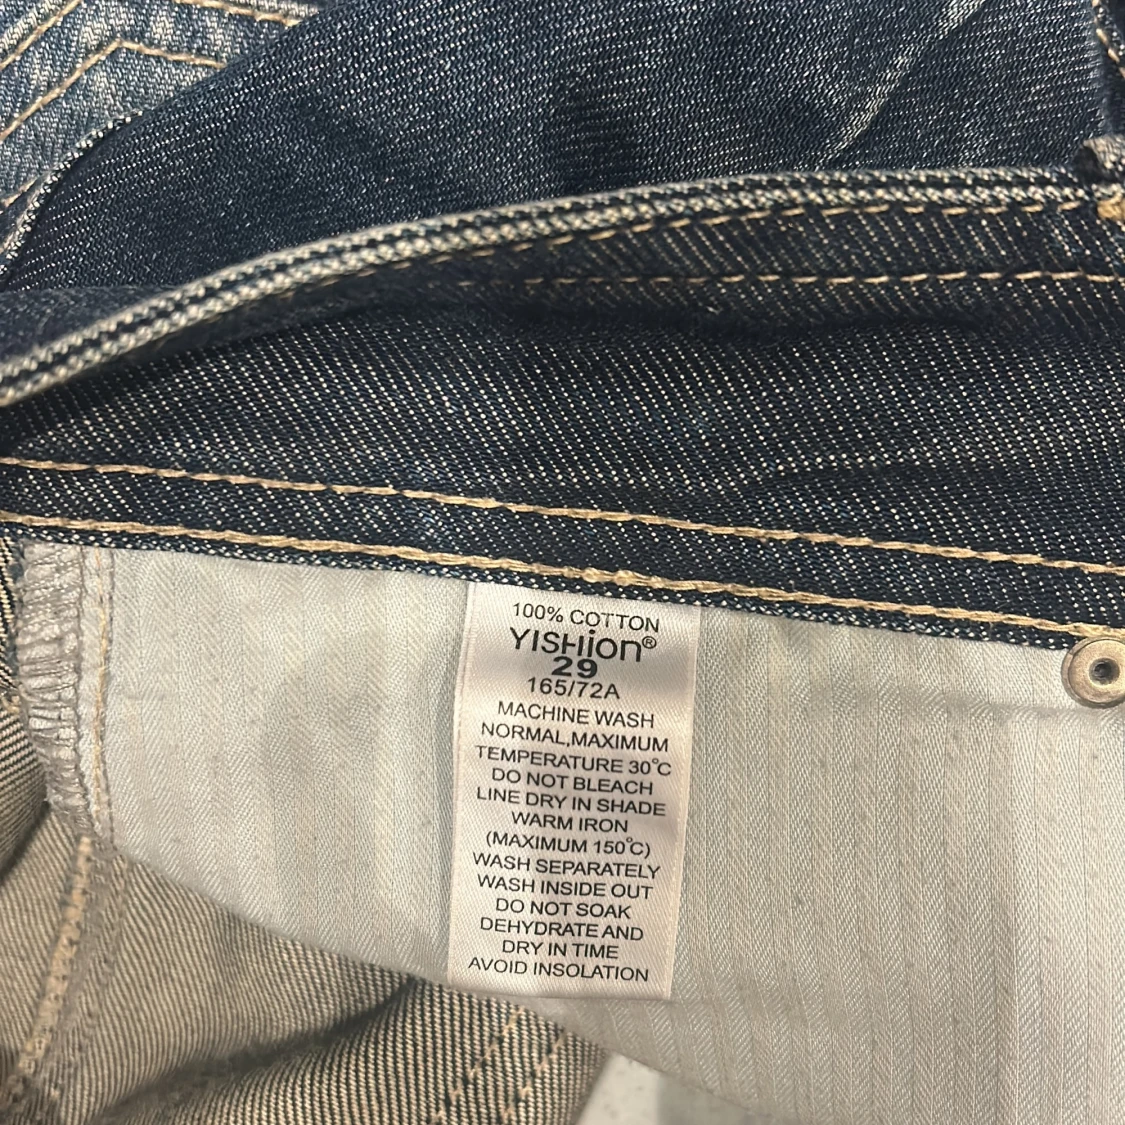 100% COTTON
YISHion®
29
165/72A
MACHINE WASH
NORMAL,MAXIMUM
TEMPERATURE 30°C
DO NOT BLEACH
LINE DRY IN SHADE
WARM IRON
(MAXIMUM 150°C)
WASH SEPARATELY
WASH INSIDE OUT
DO NOT SOAK
DEHYDRATE AND
DRY IN TIME
AVOID INSOLATION